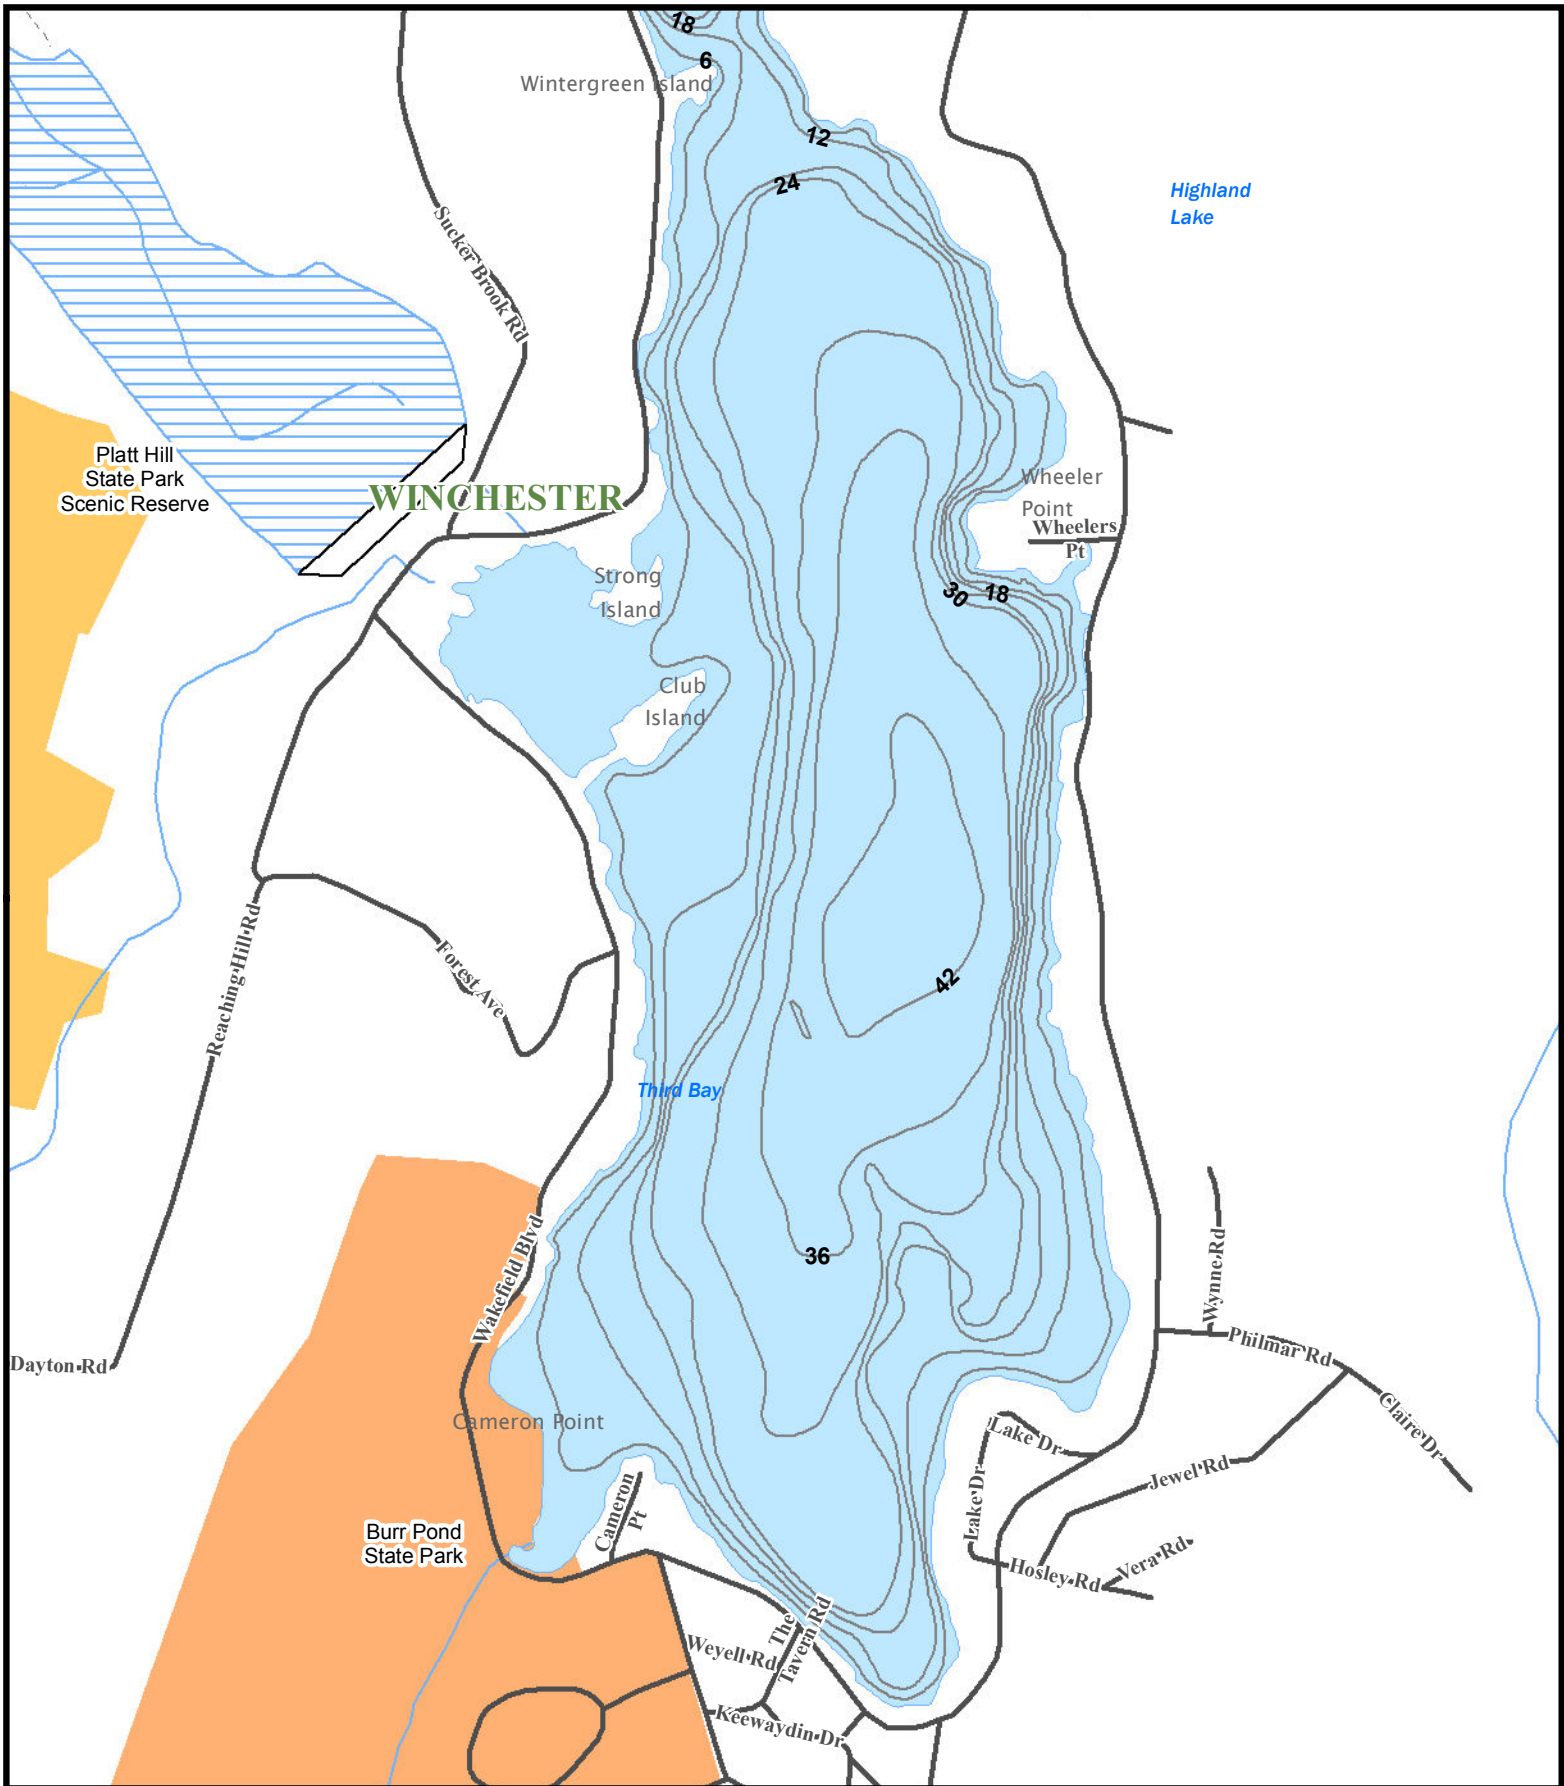 18
6
Wintergreen Island
12
24
Highland
Lake
Sucker Brook Rd
Platt Hill
State Park
Scenic Reserve
WINCHESTER
Wheeler
Point
Wheelers
Pt
Strong
Island
30
18
Club
Island
Reaching Hill Rd
Forest Ave
42
Third Bay
Wakefield Blvd
36
Wynne Rd
Philmar Rd
Dayton Rd
Claire Dr
Cameron Point
Lake Dr
Jewel Rd
Lake Dr
Cameron
Pt
Burr Pond
State Park
Hosley Rd
Vera Rd
The
Tavern Rd
Weyell Rd
Keewaydin Dr